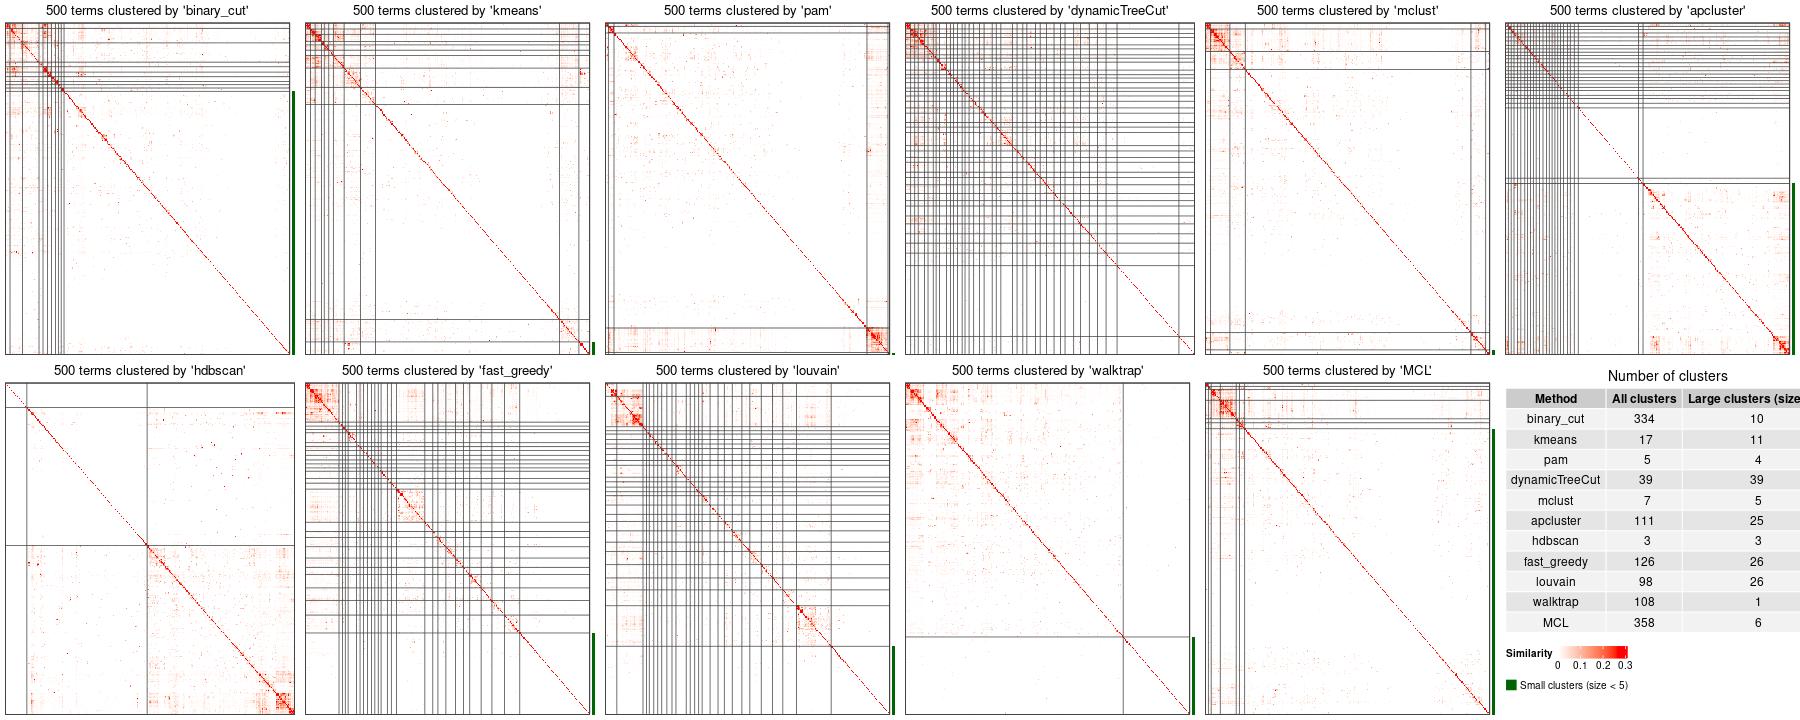 500 terms clustered by 'binary_cut'
500 terms clustered by 'kmeans'
500 terms clustered by 'pam'
500 terms clustered by 'dynamicTreeCut'
500 terms clustered by 'mclust'
500 terms clustered by 'apcluster'
500 terms clustered by 'hdbscan'
500 terms clustered by 'fast_greedy'
500 terms clustered by 'louvain'
500 terms clustered by 'walktrap'
500 terms clustered by 'MCL'
Number of clusters
Method All clusters Large clusters (size
binary_cut 334 10
kmeans 17 11
pam 5 4
dynamicTreeCut 39 39
mclust 7 5
apcluster 111 25
hdbscan 3 3
fast_greedy 126 26
louvain 98 26
walktrap 108 1
MCL 358 6
Similarity
0 0.1 0.2 0.3
Small clusters (size < 5)